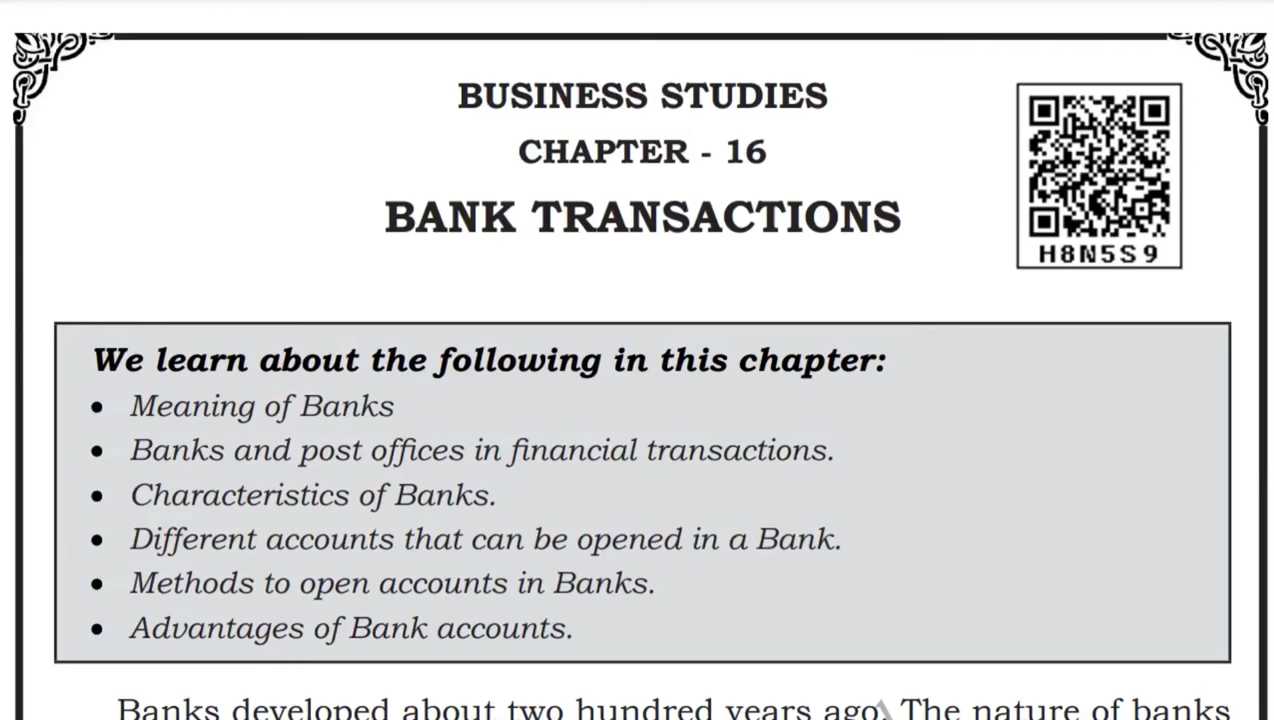 BUSINESS STUDIES
CHAPTER - 16
BANK TRANSACTIONS
H8N5S9
We learn about the following in this chapter:
• Meaning of Banks
• Banks and post offices in financial transactions.
• Characteristics of Banks.
• Different accounts that can be opened in a Bank.
• Methods to open accounts in Banks.
• Advantages of Bank accounts.
Banks developed about two hundred years ago. The nature of banks